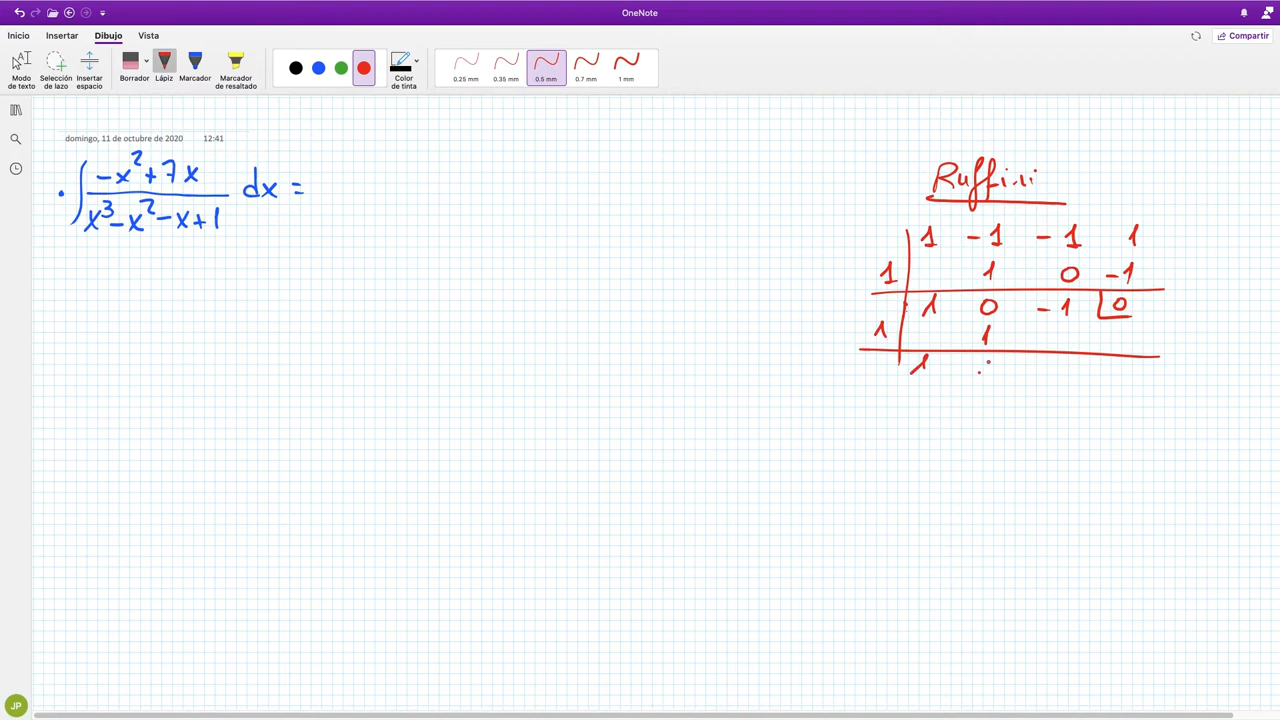 OneNote
Inicio Insertar Dibujo Vista
Compartir
Modo de texto
Selección de lazo
Insertar espacio
Borrador
Lápiz
Marcador
Marcador de resaltado
Color de tinta
0.25 mm 0.35 mm 0.5 mm 0.7 mm 1 mm
domingo, 11 de octubre de 2020 12:41
· ∫ (-x²+7x)/(x³-x²-x+1) dx =
Ruffini
1 -1 -1 1
1 1 0 -1
1 0 -1 0
1 1
1
JP